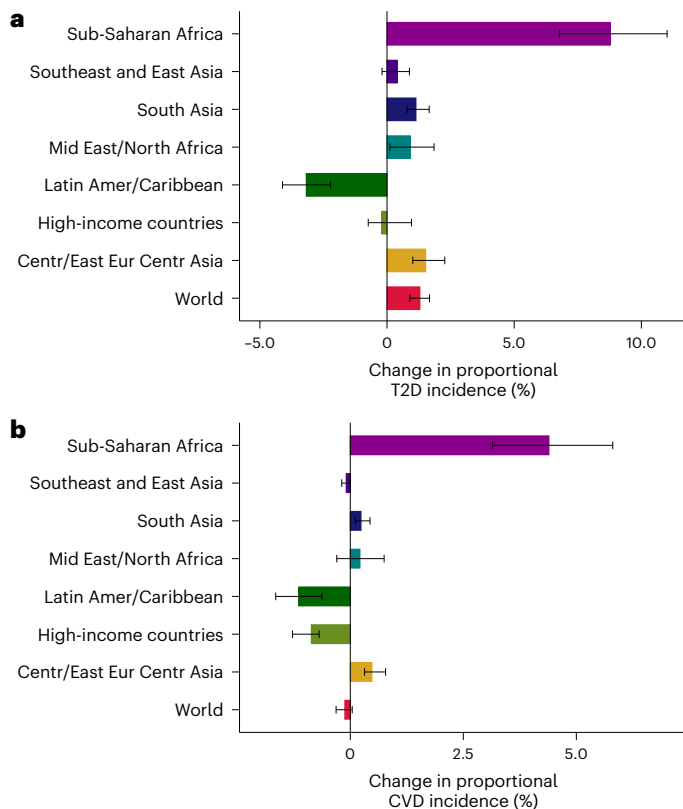 a
Sub-Saharan Africa
Southeast and East Asia
South Asia
Mid East/North Africa
Latin Amer/Caribbean
High-income countries
Centr/East Eur Centr Asia
World
−5.0 0 5.0 10.0
Change in proportional
T2D incidence (%)
b
Sub-Saharan Africa
Southeast and East Asia
South Asia
Mid East/North Africa
Latin Amer/Caribbean
High-income countries
Centr/East Eur Centr Asia
World
0 2.5 5.0
Change in proportional
CVD incidence (%)